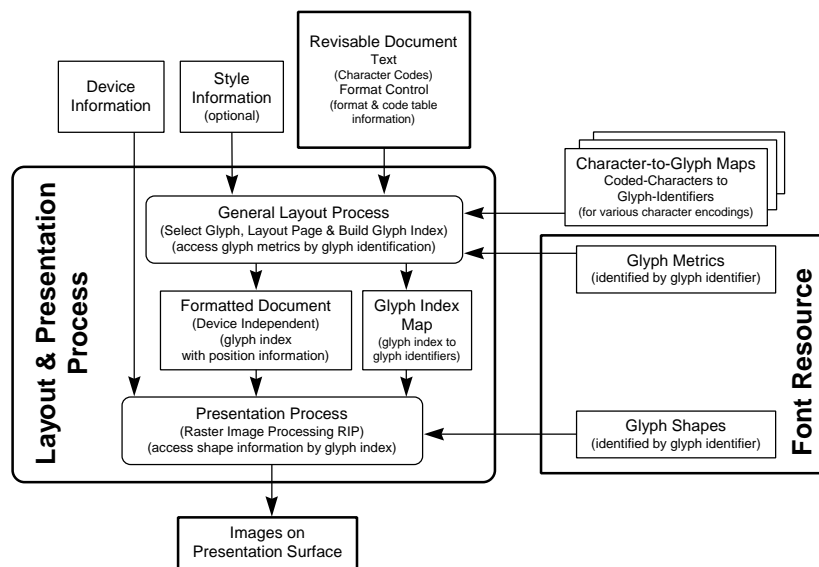 Revisable Document
Text
(Character Codes)
Format Control
(format & code table
information)
Device
Information
Style
Information
(optional)
Character-to-Glyph Maps
Coded-Characters to
Glyph-Identifiers
(for various character encodings)
Layout & Presentation
Process
General Layout Process
(Select Glyph, Layout Page & Build Glyph Index)
(access glyph metrics by glyph identification)
Formatted Document
(Device Independent)
(glyph index
with position information)
Glyph Index
Map
(glyph index to
glyph identifiers)
Presentation Process
(Raster Image Processing RIP)
(access shape information by glyph index)
Font Resource
Glyph Metrics
(identified by glyph identifier)
Glyph Shapes
(identified by glyph identifier)
Images on
Presentation Surface